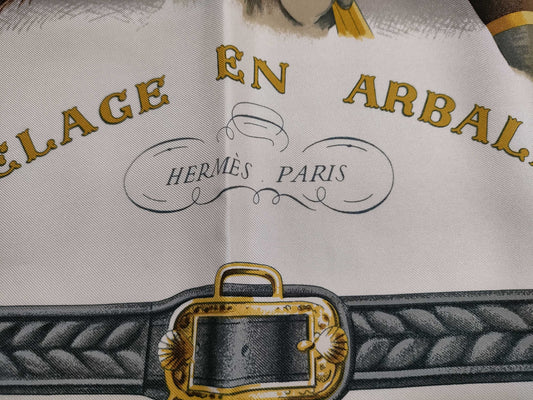 ELAGE EN ARBAL
HERMÈS . PARIS